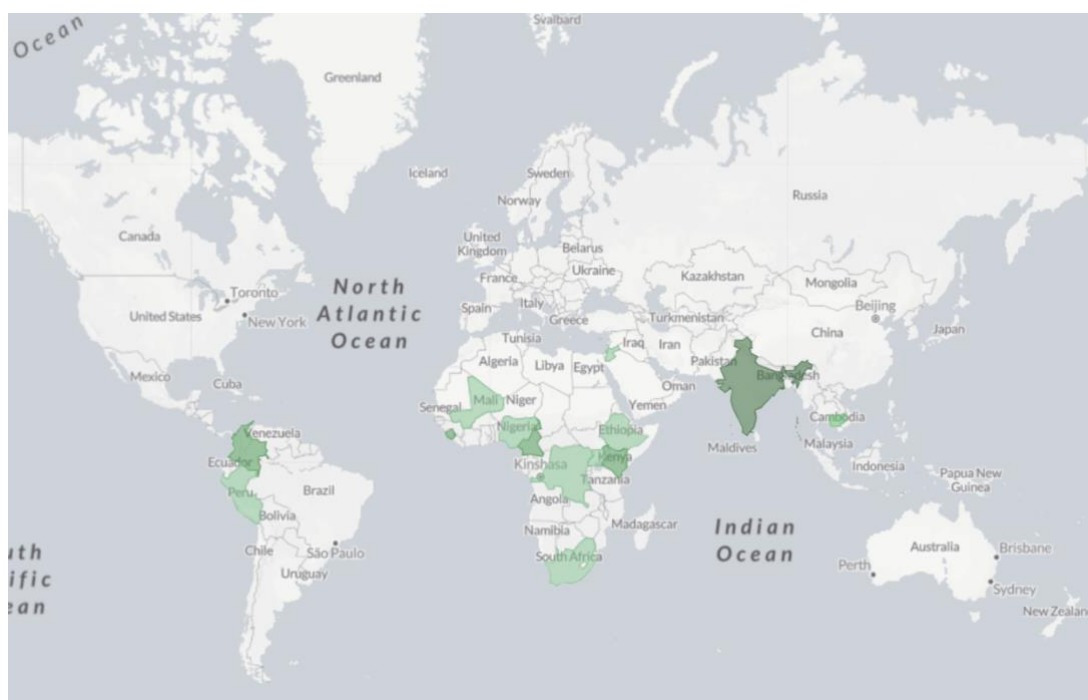 Svalbard
Ocean
Greenland
Iceland
Sweden
Norway
Russia
Canada
United
Kingdom
Belarus
Ukraine
France
Kazakhstan
Mongolia
North
Atlantic
Ocean
Toronto
New York
United States
Spain
Italy
Greece
Turkmenistan
Beijing
China
Japan
Tunisia
Iraq
Iran
Algeria
Libya
Egypt
Pakistan
Bangladesh
Mexico
Cuba
Oman
Senegal
Mali
Niger
Yemen
Cambodia
Venezuela
Nigeria
Ethiopia
Maldives
Malaysia
Ecuador
Kinshasa
Kenya
Indonesia
Papua New
Guinea
Peru
Brazil
Angola
Tanzania
Bolivia
Namibia
Madagascar
Indian
Ocean
Chile
São Paulo
South Africa
Australia
Brisbane
Perth
Uruguay
Sydney
New Zealan
uth
ific
ean